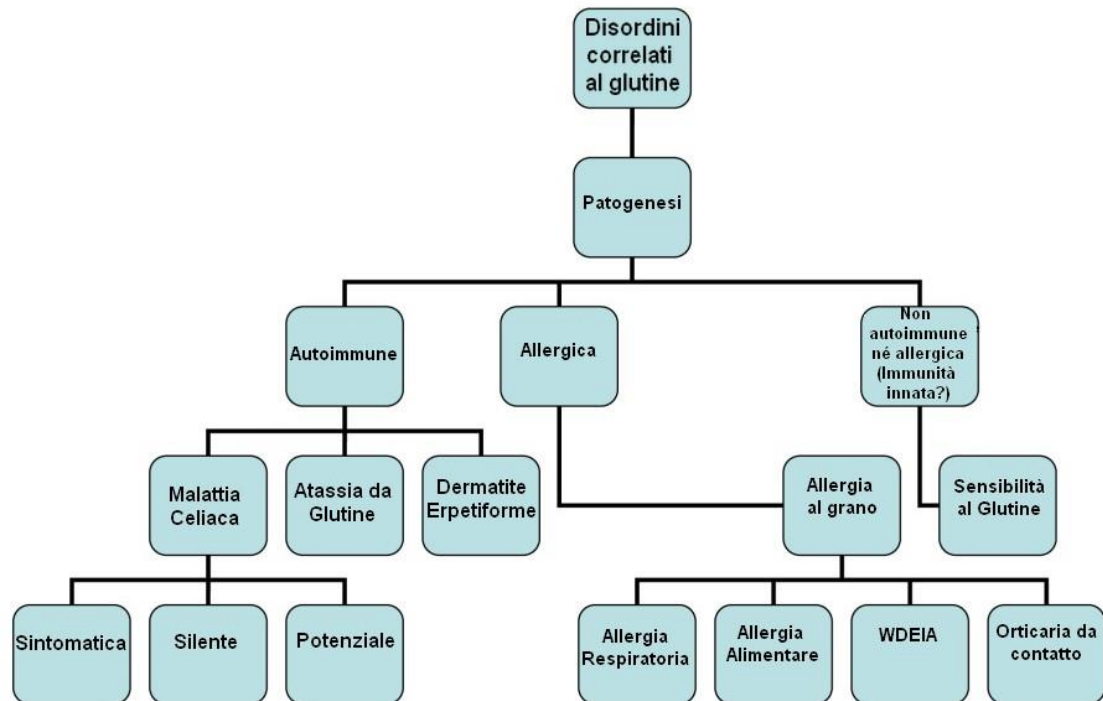 Disordini
correlati
al glutine
Patogenesi
Autoimmune
Allergica
Non
autoimmune
né allergica
(Immunità
innata?)
Malattia
Celiaca
Atassia da
Glutine
Dermatite
Erpetiforme
Allergia
al grano
Sensibilità
al Glutine
Sintomatica
Silente
Potenziale
Allergia
Respiratoria
Allergia
Alimentare
WDEIA
Orticaria da
contatto